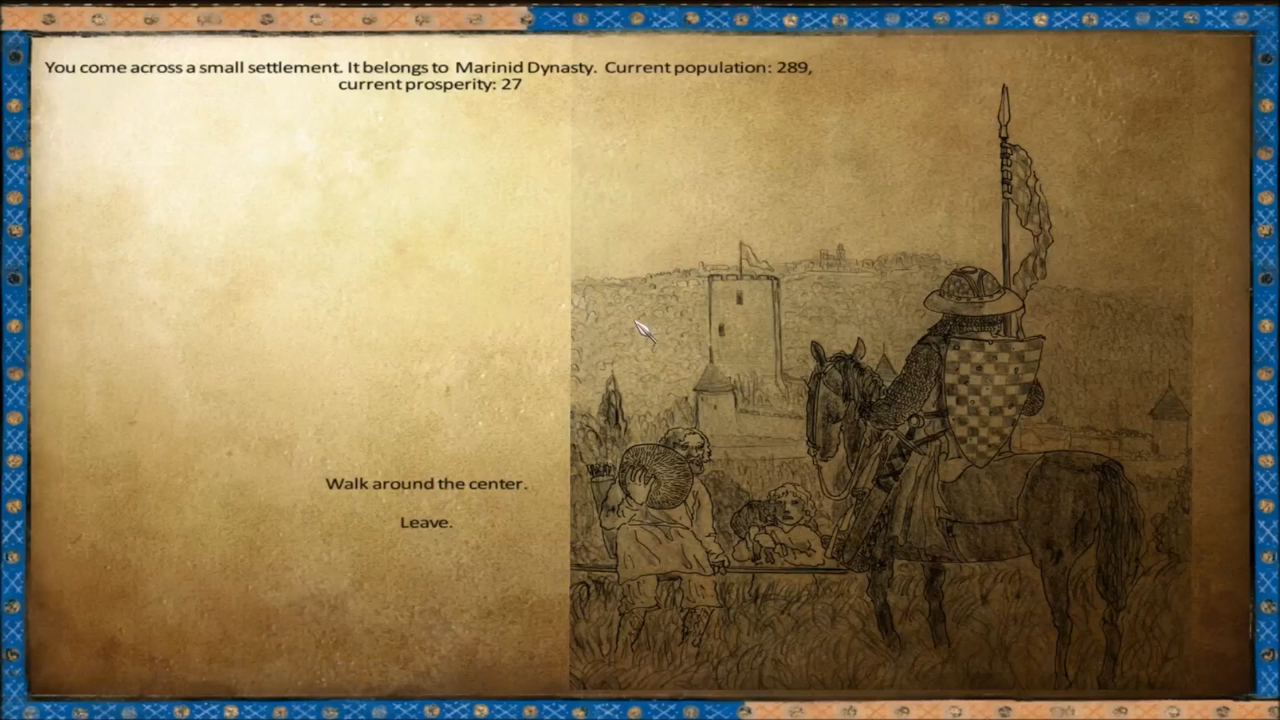 You come across a small settlement. It belongs to Marinid Dynasty. Current population: 289,
current prosperity: 27
Walk around the center.
Leave.